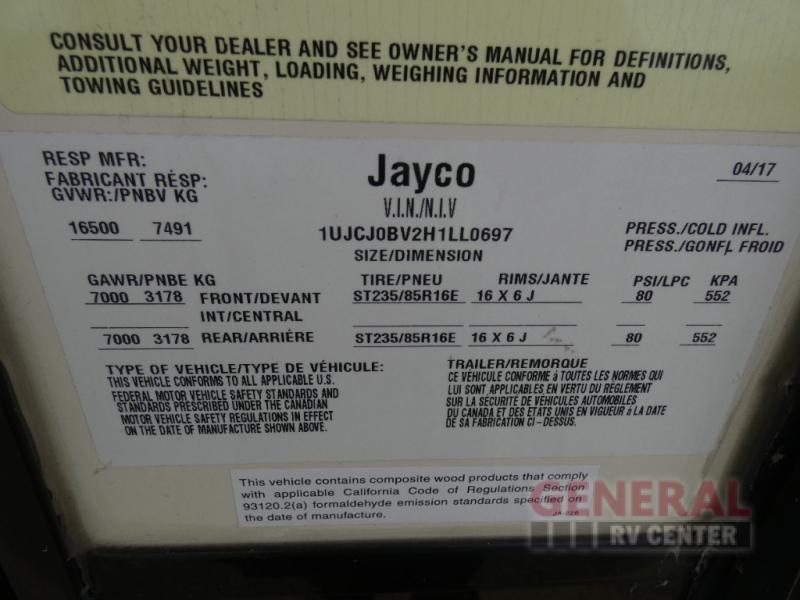 CONSULT YOUR DEALER AND SEE OWNER'S MANUAL FOR DEFINITIONS,
ADDITIONAL WEIGHT, LOADING, WEIGHING INFORMATION AND
TOWING GUIDELINES
RESP MFR:
FABRICANT RESP:
Jayco
04/17
GVWR:/PNBV KG
V.I.N./N.I.V
16500 7491
1UJCJ0BV2H1LL0697
PRESS./COLD INFL.
PRESS./GONFL FROID
SIZE/DIMENSION
GAWR/PNBE KG TIRE/PNEU RIMS/JANTE PSI/LPC KPA
7000 3178 FRONT/DEVANT ST235/85R16E 16 X 6 J 80 552
INT/CENTRAL
7000 3178 REAR/ARRIÉRE ST235/85R16E 16 X 6 J 80 552
TYPE OF VEHICLE/TYPE DE VÉHICULE:
THIS VEHICLE CONFORMS TO ALL APPLICABLE U.S.
FEDERAL MOTOR VEHICLE SAFETY STANDARDS AND
STANDARDS PRESCRIBED UNDER THE CANADIAN
MOTOR VEHICLE SAFETY REGULATIONS IN EFFECT
ON THE DATE OF MANUFACTURE SHOWN ABOVE.
TRAILER/REMORQUE
CE VEHICULE CONFORME à TOUTES LES NORMES QUI
LUI SONT APPLICABLES EN VERTU DU REGLEMENT
SUR LA SÉCURITÉ DE VÉHICULES AUTOMOBILES
DU CANADA ET DES ETATS UNIS EN VIGUEUR à LA DATE
DE SA FABRICATION CI-DESSUS.
This vehicle contains composite wood products that comply
with applicable California Code of Regulations Section
93120.2(a) formaldehyde emission standards specified on
the date of manufacture.
GENERAL
RV CENTER